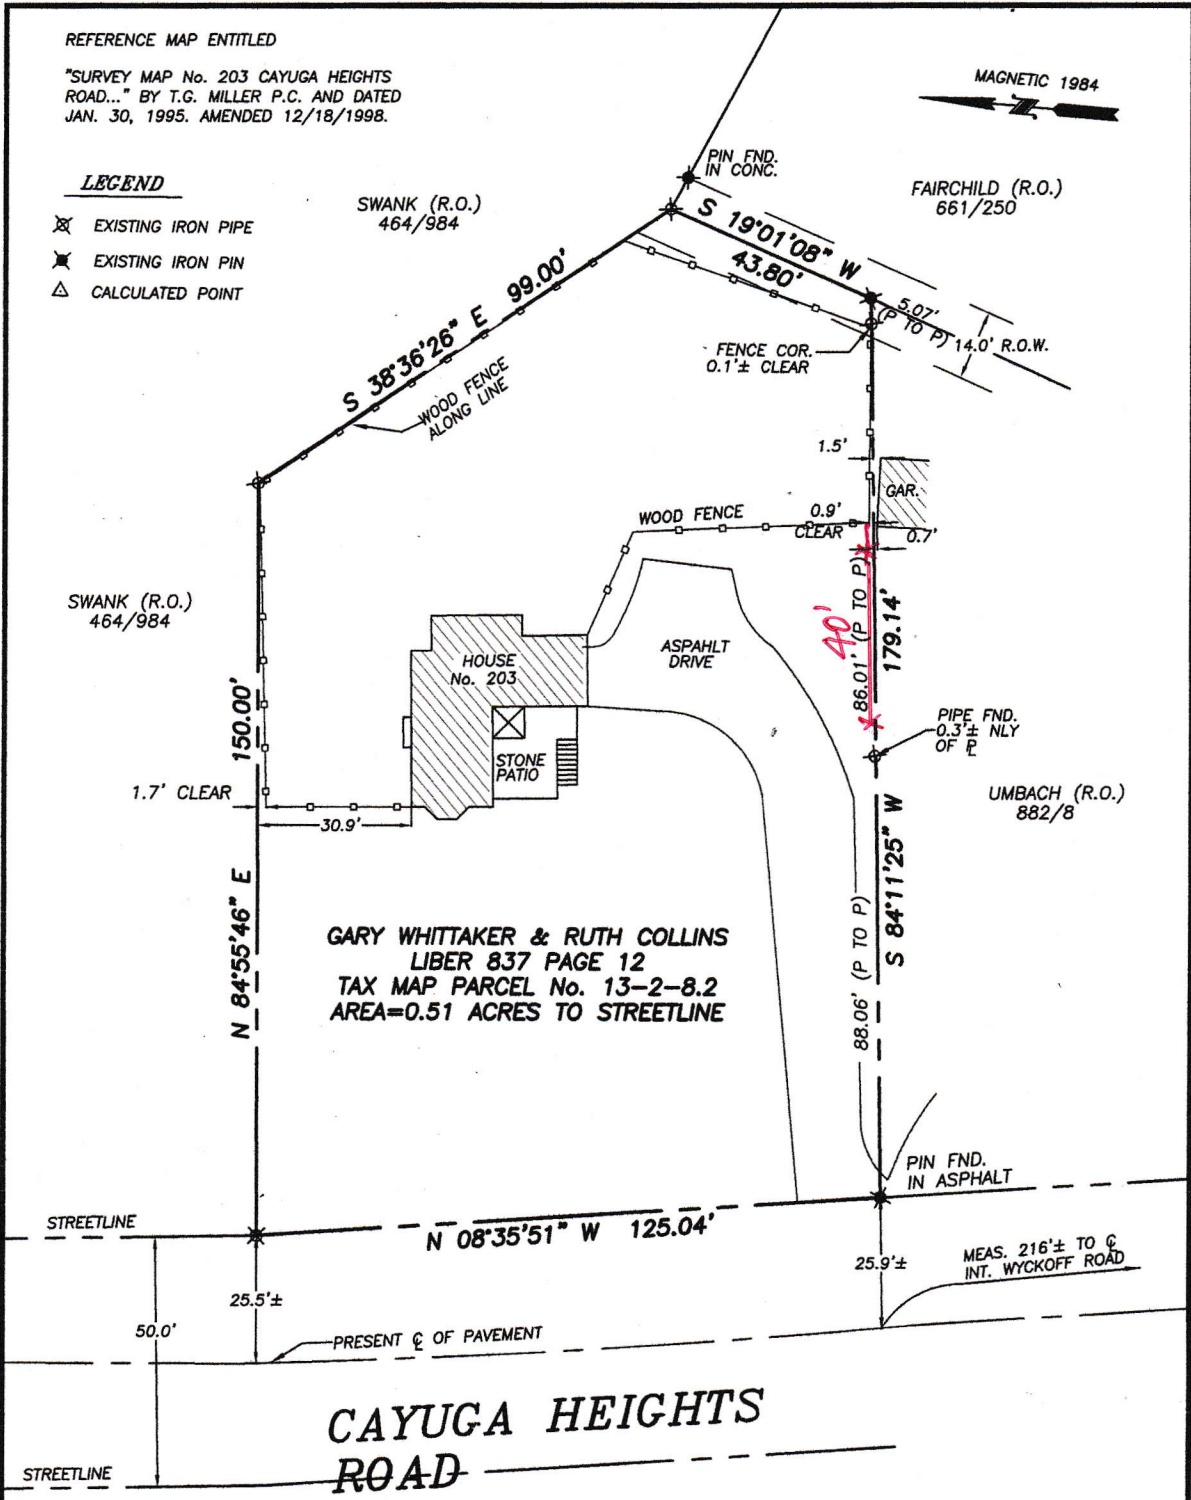 REFERENCE MAP ENTITLED
"SURVEY MAP No. 203 CAYUGA HEIGHTS
ROAD..." BY T.G. MILLER P.C. AND DATED
JAN. 30, 1995. AMENDED 12/18/1998.
MAGNETIC 1984
LEGEND
EXISTING IRON PIPE
EXISTING IRON PIN
CALCULATED POINT
SWANK (R.O.)
464/984
PIN FND.
IN CONC.
FAIRCHILD (R.O.)
661/250
S 19°01'08" W
43.80'
S 38°36'26" E 99.00'
WOOD FENCE
ALONG LINE
5.07'
(P TO P)
14.0' R.O.W.
FENCE COR.
0.1'± CLEAR
1.5'
GAR.
WOOD FENCE
0.9'
CLEAR
0.7'
SWANK (R.O.)
464/984
HOUSE
No. 203
ASPAHLT
DRIVE
40'
86.01' (P TO P)
179.14'
PIPE FND.
0.3'± NLY
OF ⅊
STONE
PATIO
150.00'
1.7' CLEAR
30.9'
UMBACH (R.O.)
882/8
N 84°55'46" E
S 84°11'25" W
88.06' (P TO P)
GARY WHITTAKER & RUTH COLLINS
LIBER 837 PAGE 12
TAX MAP PARCEL No. 13-2-8.2
AREA=0.51 ACRES TO STREETLINE
PIN FND.
IN ASPHALT
STREETLINE
N 08°35'51" W 125.04'
25.5'±
25.9'±
MEAS. 216'± TO ℄
INT. WYCKOFF ROAD
50.0'
PRESENT ℄ OF PAVEMENT
CAYUGA HEIGHTS
ROAD
STREETLINE